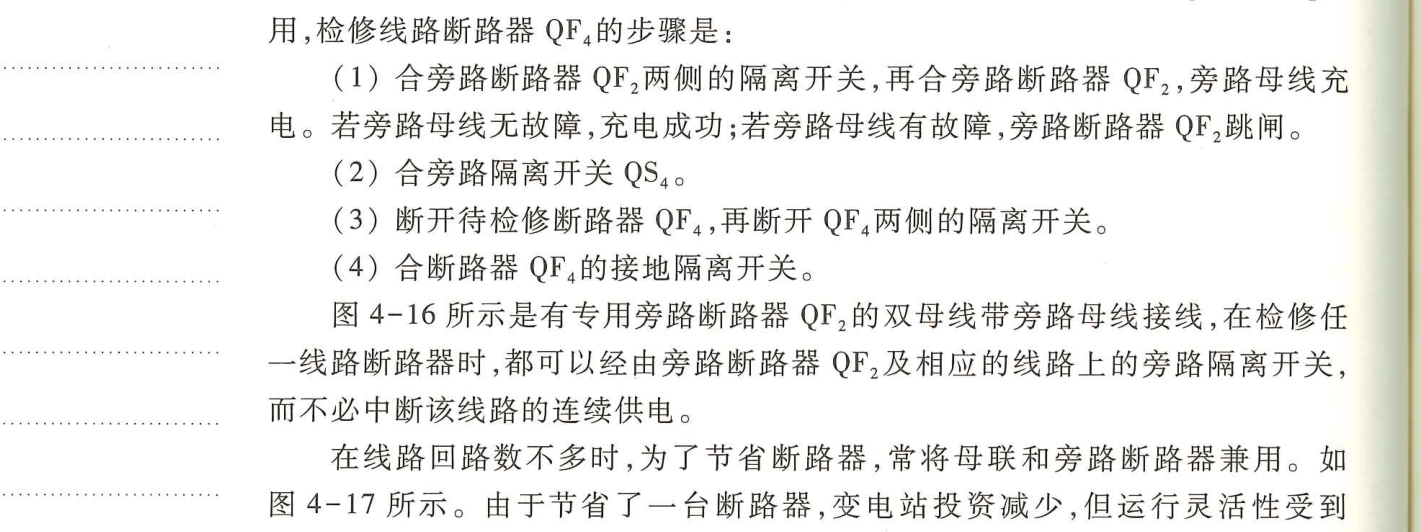 用,检修线路断路器 QF₄的步骤是:
(1) 合旁路断路器 QF₂两侧的隔离开关,再合旁路断路器 QF₂,旁路母线充
电。若旁路母线无故障,充电成功;若旁路母线有故障,旁路断路器 QF₂跳闸。
(2) 合旁路隔离开关 QS₄。
(3) 断开待检修断路器 QF₄,再断开 QF₄两侧的隔离开关。
(4) 合断路器 QF₄的接地隔离开关。
图 4-16 所示是有专用旁路断路器 QF₂的双母线带旁路母线接线,在检修任
一线路断路器时,都可以经由旁路断路器 QF₂及相应的线路上的旁路隔离开关,
而不必中断该线路的连续供电。
在线路回路数不多时,为了节省断路器,常将母联和旁路断路器兼用。如
图 4-17 所示。由于节省了一台断路器,变电站投资减少,但运行灵活性受到